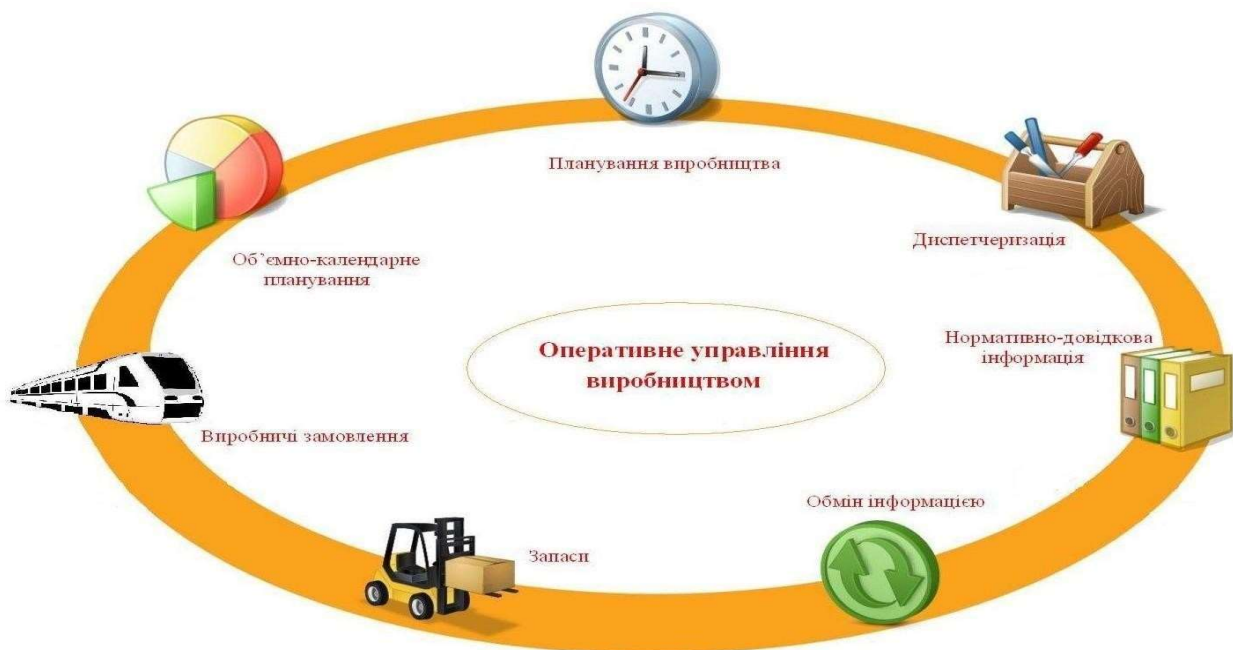 Планування виробництва
Диспетчеризація
Об’ємно-календарне
планування
Нормативно-довідкова
інформація
Оперативне управління
виробництвом
Виробничі замовлення
Обмін інформацією
Запаси